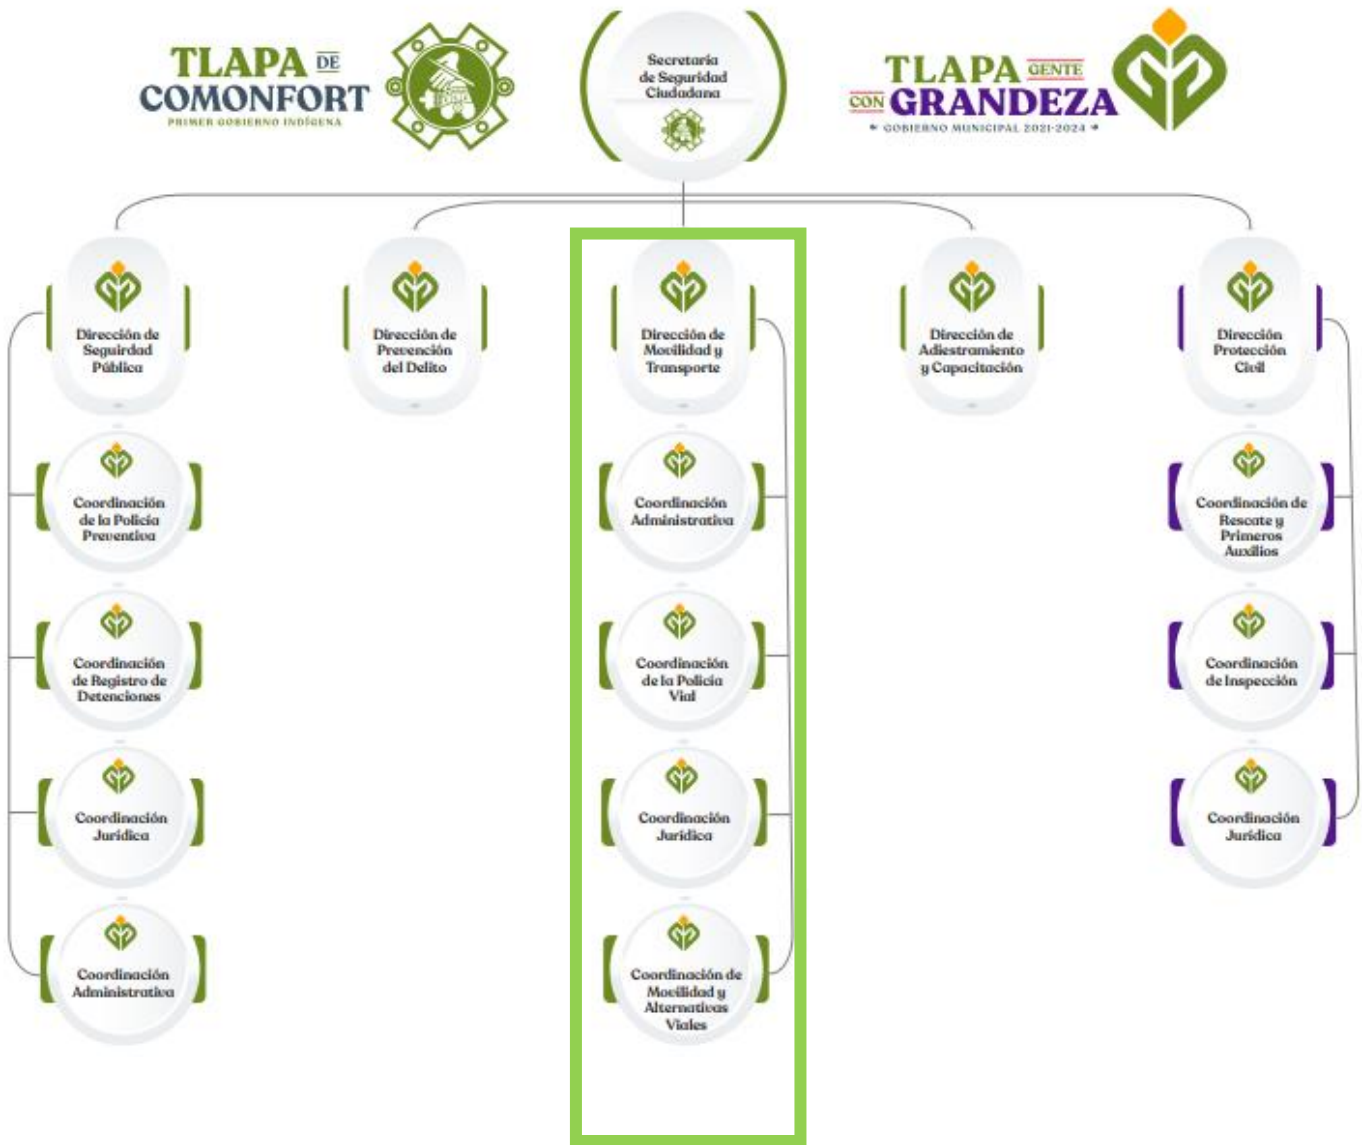 TLAPA DE
COMONFORT
PRIMER GOBIERNO INDÍGENA
Secretaría
de Seguridad
Ciudadana
TLAPA GENTE
CON GRANDEZA
GOBIERNO MUNICIPAL 2021-2024
Dirección de
Seguirdad
Pública
Dirección de
Prevención
del Delito
Dirección de
Movilidad y
Transporte
Dirección de
Adiestramiento
y Capacitación
Dirección
Protección
Civil
Coordinación
de la Policía
Preventiva
Coordinación
Administrativa
Coordinación de
Rescate y
Primeros
Auxilios
Coordinación
de Registro de
Detenciones
Coordinación
de la Policía
Vial
Coordinación
de Inspección
Coordinación
Jurídica
Coordinación
Jurídica
Coordinación
Jurídica
Coordinación
Administrativa
Coordinación de
Movilidad y
Alternativas
Viales